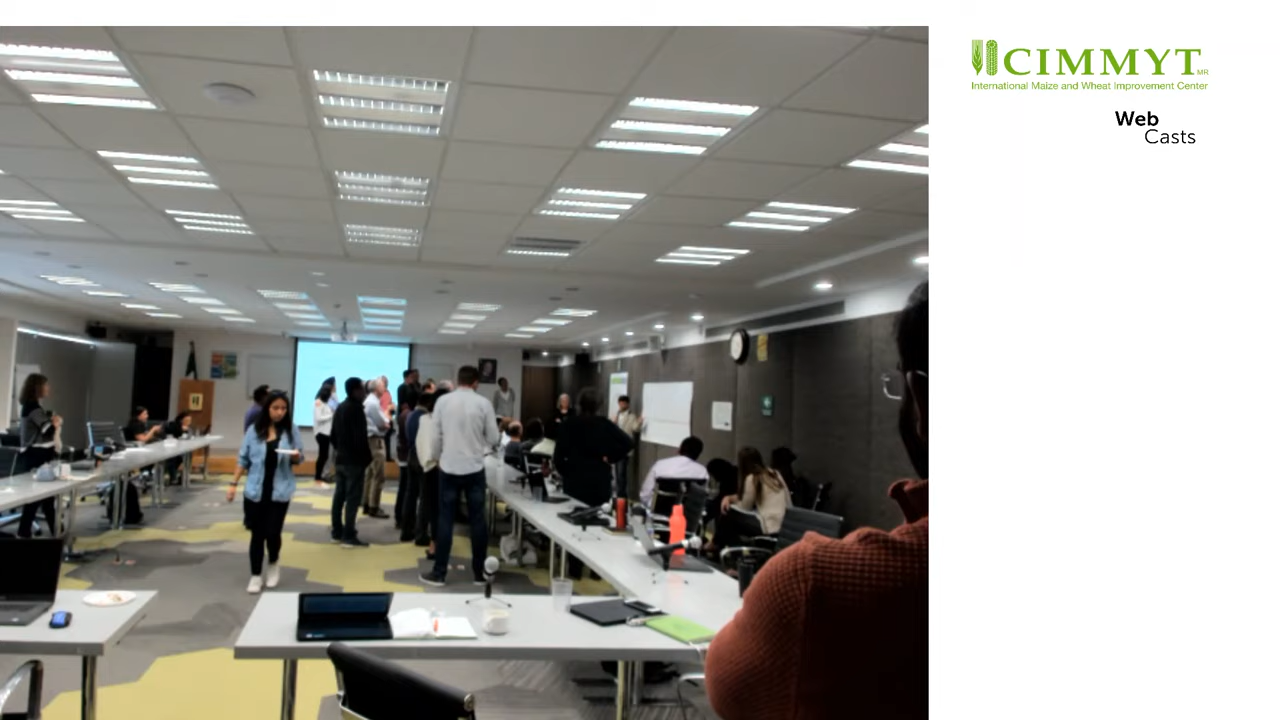 CIMMYT MR
International Maize and Wheat Improvement Center
Web
Casts